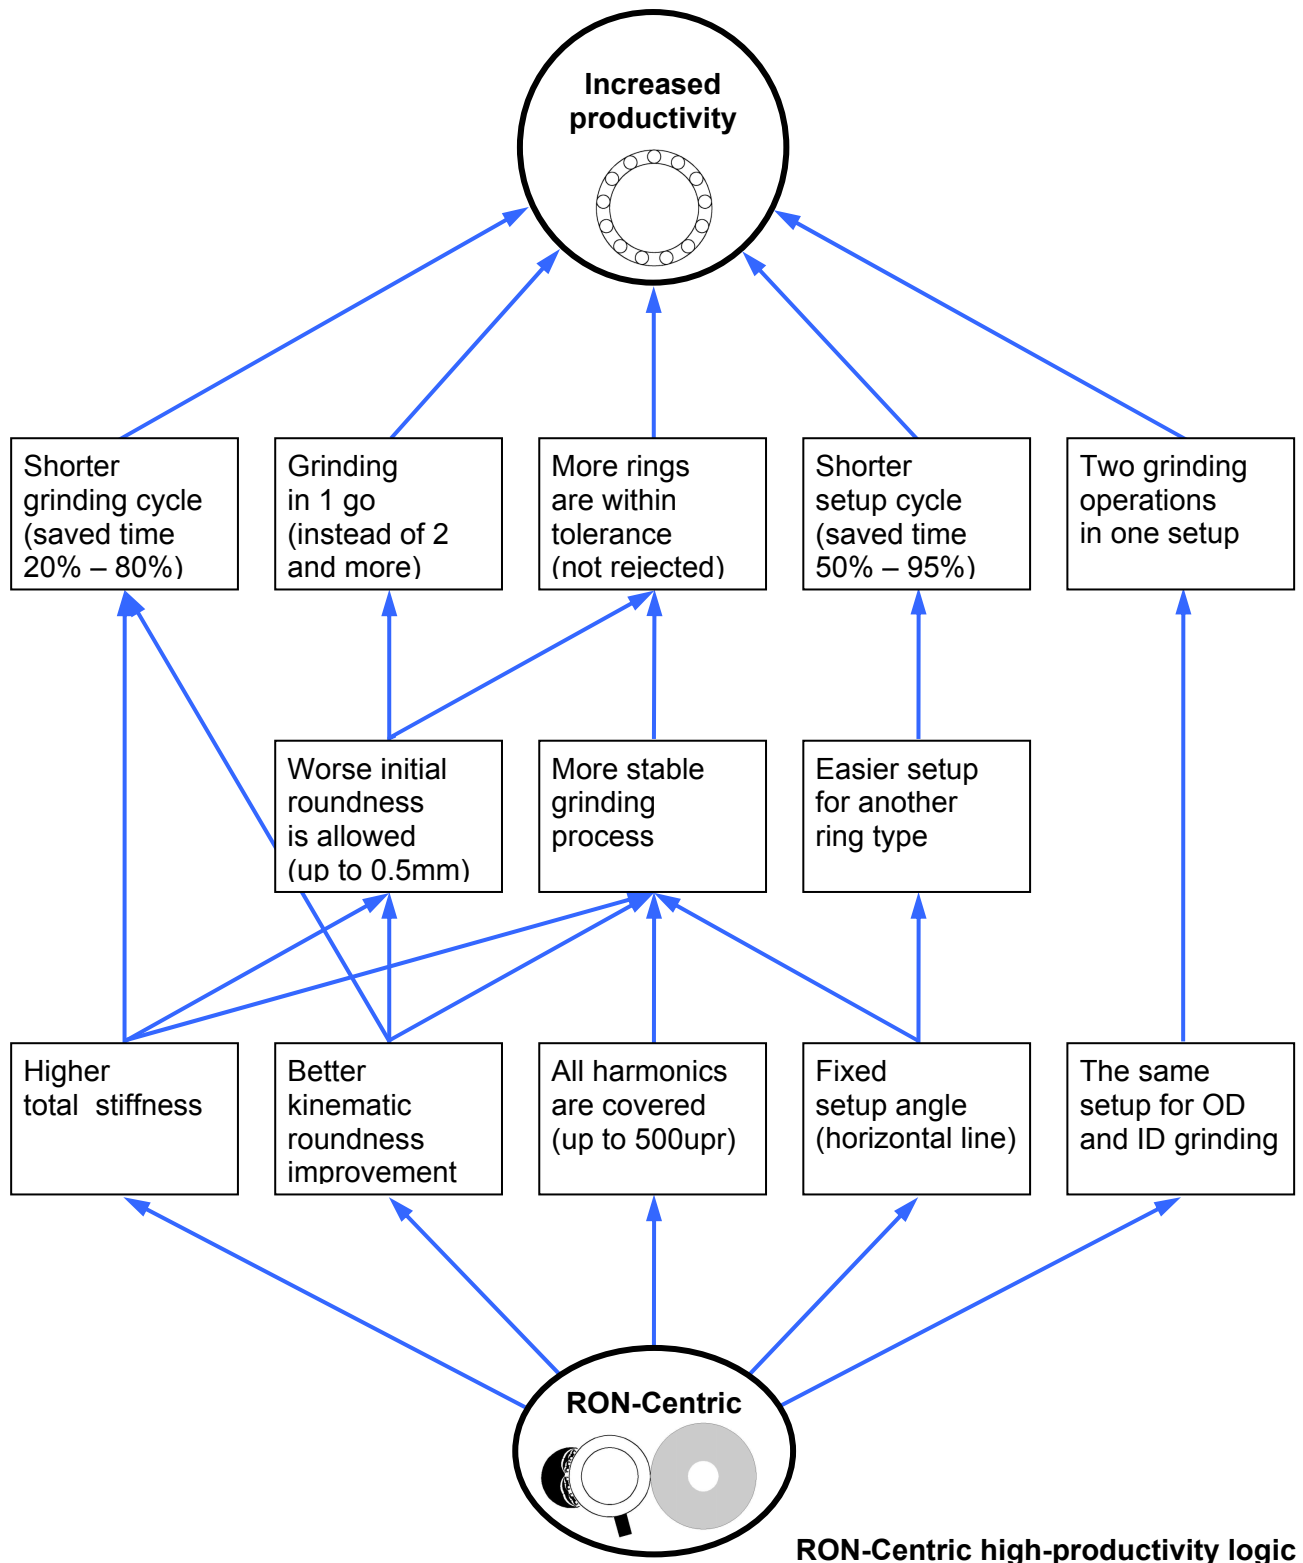 Increased
productivity
Shorter
grinding cycle
(saved time
20% – 80%)
Grinding
in 1 go
(instead of 2
and more)
More rings
are within
tolerance
(not rejected)
Shorter
setup cycle
(saved time
50% – 95%)
Two grinding
operations
in one setup
Worse initial
roundness
is allowed
(up to 0.5mm)
More stable
grinding
process
Easier setup
for another
ring type
Higher
total  stiffness
Better
kinematic
roundness
improvement
All harmonics
are covered
(up to 500upr)
Fixed
setup angle
(horizontal line)
The same
setup for OD
and ID grinding
RON-Centric
RON-Centric high-productivity logic